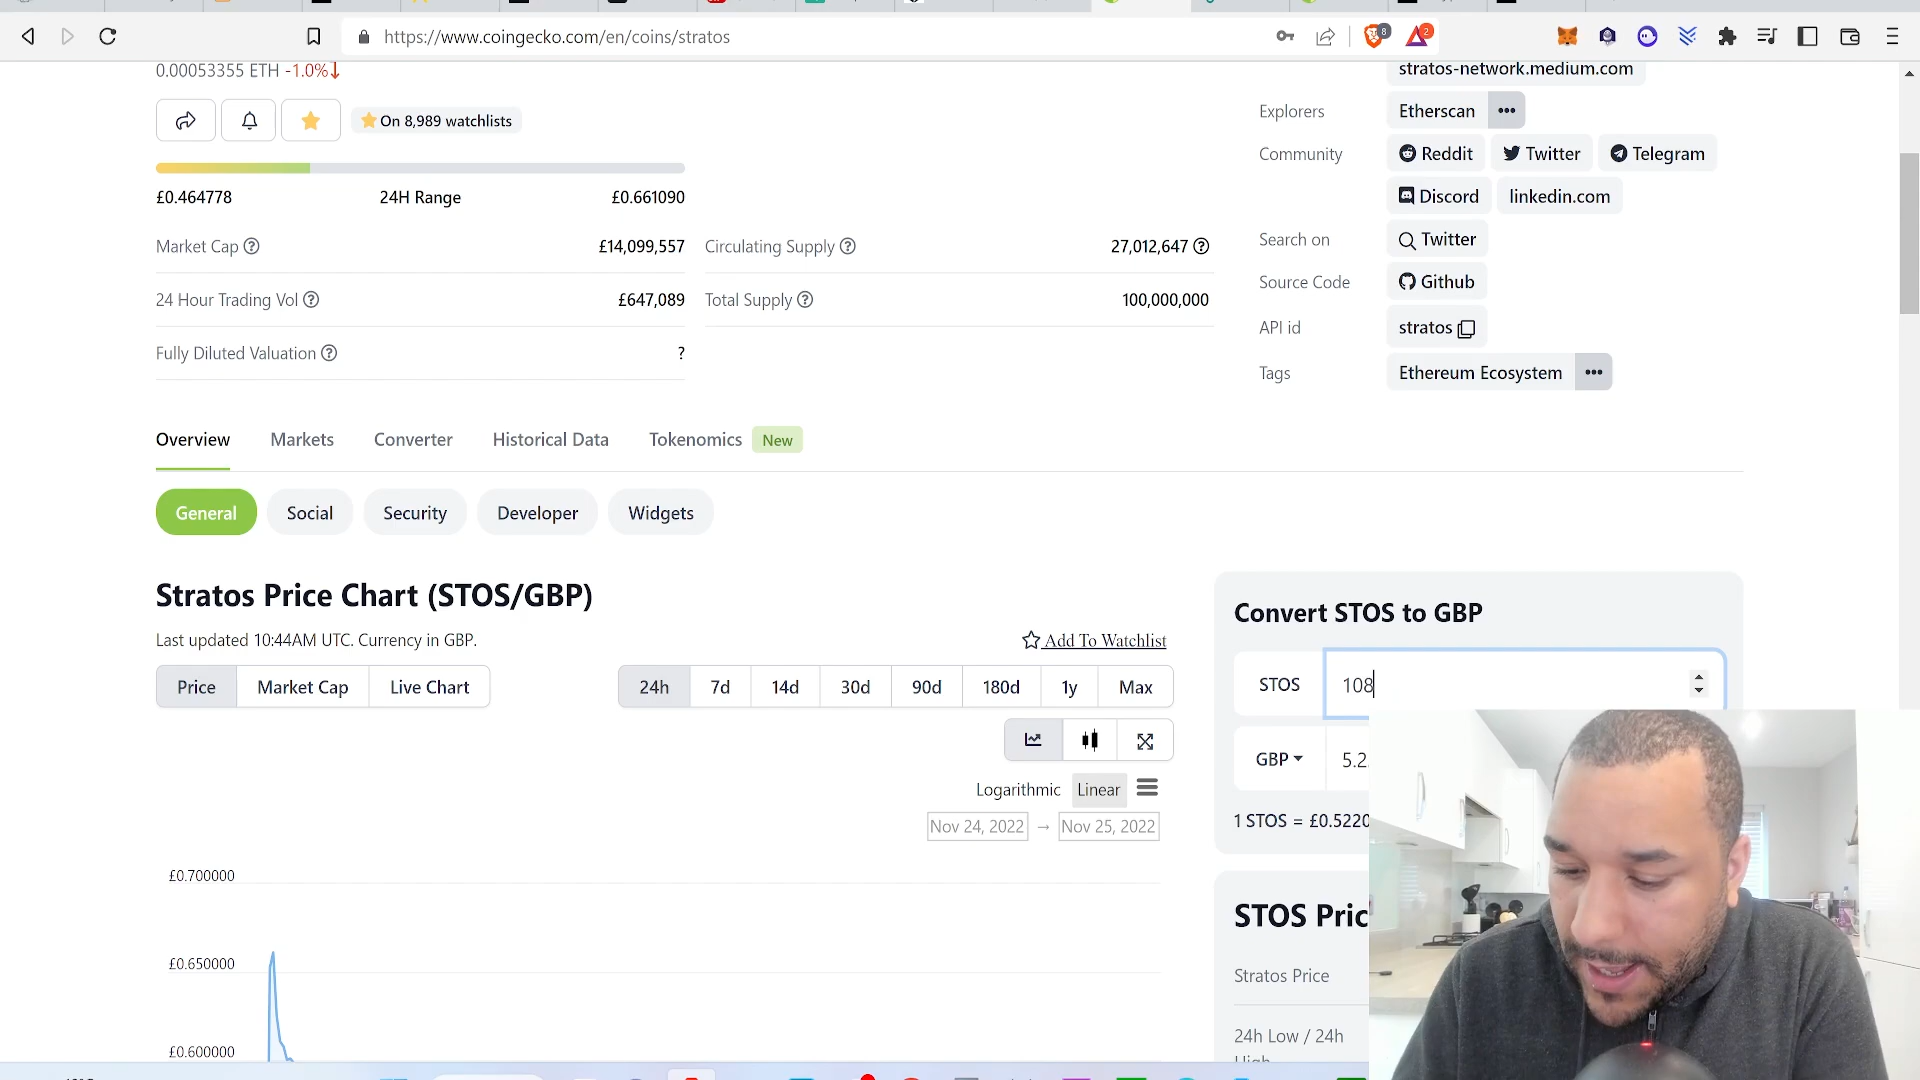 https://www.coingecko.com/en/coins/stratos
8
2
0.00053355 ETH -1.0%
On 8,989 watchlists
£0.464778 24H Range £0.661090
Market Cap £14,099,557
Circulating Supply 27,012,647
24 Hour Trading Vol £647,089
Total Supply 100,000,000
Fully Diluted Valuation ?
stratos-network.medium.com
Explorers Etherscan
Community Reddit Twitter Telegram
Discord linkedin.com
Search on Twitter
Source Code Github
API id stratos
Tags Ethereum Ecosystem
Overview Markets Converter Historical Data Tokenomics New
General Social Security Developer Widgets
Stratos Price Chart (STOS/GBP)
Last updated 10:44AM UTC. Currency in GBP.
Add To Watchlist
Price Market Cap Live Chart
24h 7d 14d 30d 90d 180d 1y Max
Logarithmic Linear
Nov 24, 2022 → Nov 25, 2022
£0.700000
£0.650000
£0.600000
Convert STOS to GBP
STOS 108
GBP 5.2
1 STOS = £0.5220
STOS Pric
Stratos Price
24h Low / 24h
High